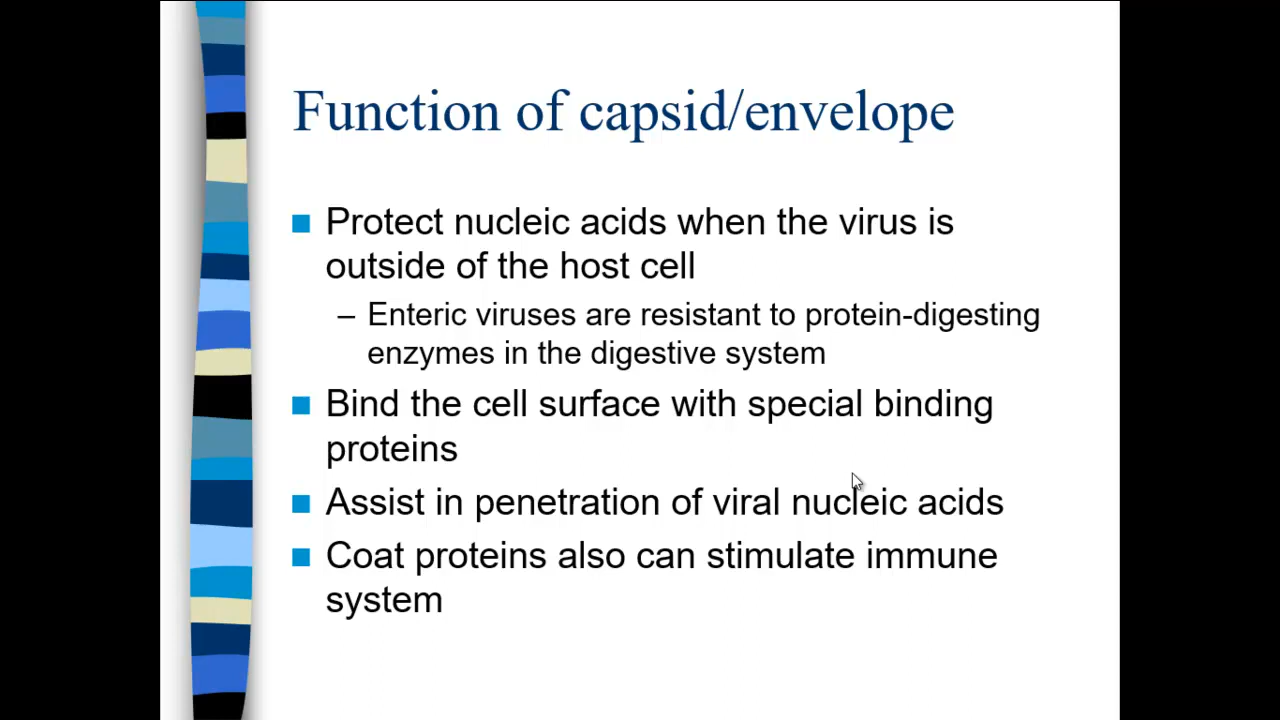 Function of capsid/envelope
■ Protect nucleic acids when the virus is
outside of the host cell
– Enteric viruses are resistant to protein-digesting
enzymes in the digestive system
■ Bind the cell surface with special binding
proteins
■ Assist in penetration of viral nucleic acids
■ Coat proteins also can stimulate immune
system